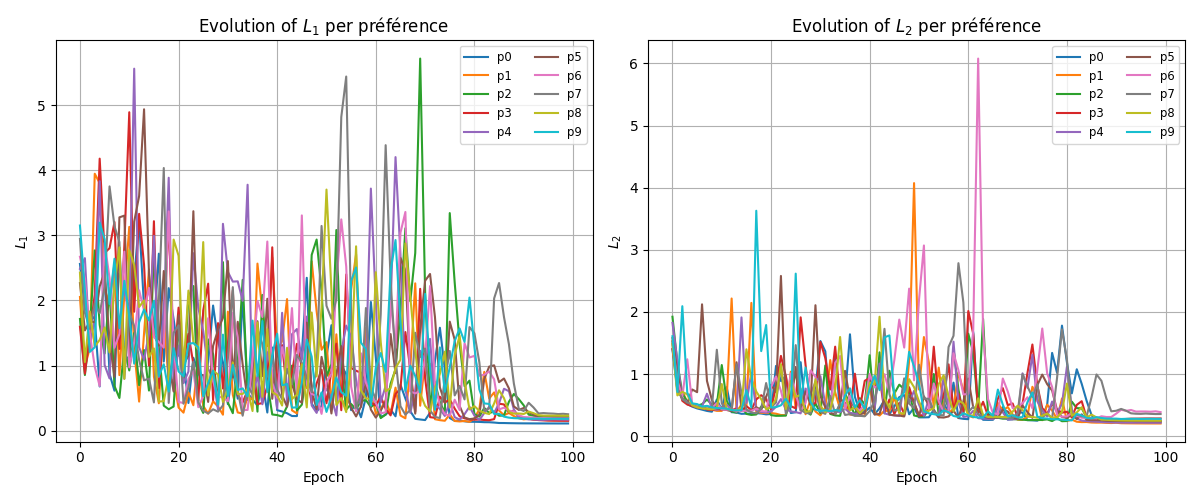 Evolution of L₁ per préférence
5
4
3
2
1
0
L₁
0 20 40 60 80 100
Epoch
p0 p5
p1 p6
p2 p7
p3 p8
p4 p9
Evolution of L₂ per préférence
6
5
4
3
2
1
0
L₂
0 20 40 60 80 100
Epoch
p0 p5
p1 p6
p2 p7
p3 p8
p4 p9